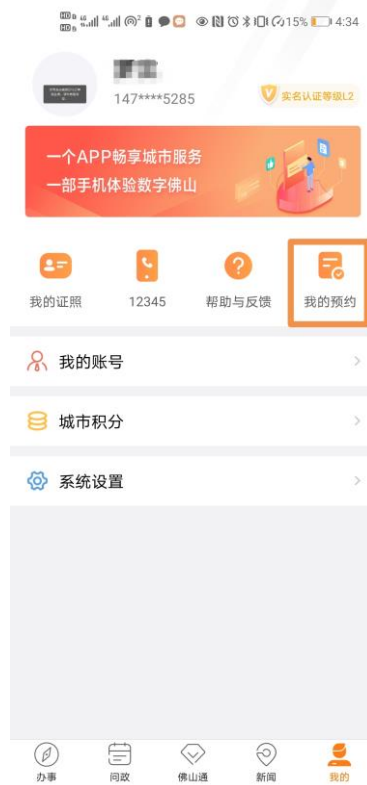 15% 4:34
147****5285
实名认证等级L2
一个APP畅享城市服务
一部手机体验数字佛山
我的证照 12345 帮助与反馈 我的预约
我的账号
城市积分
系统设置
办事 问政 佛山通 新闻 我的